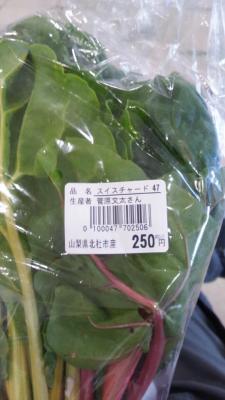 品 名 スイスチャード 47
生産者 菅原文太さん
0 100047 702506
山梨県北杜市産 250円